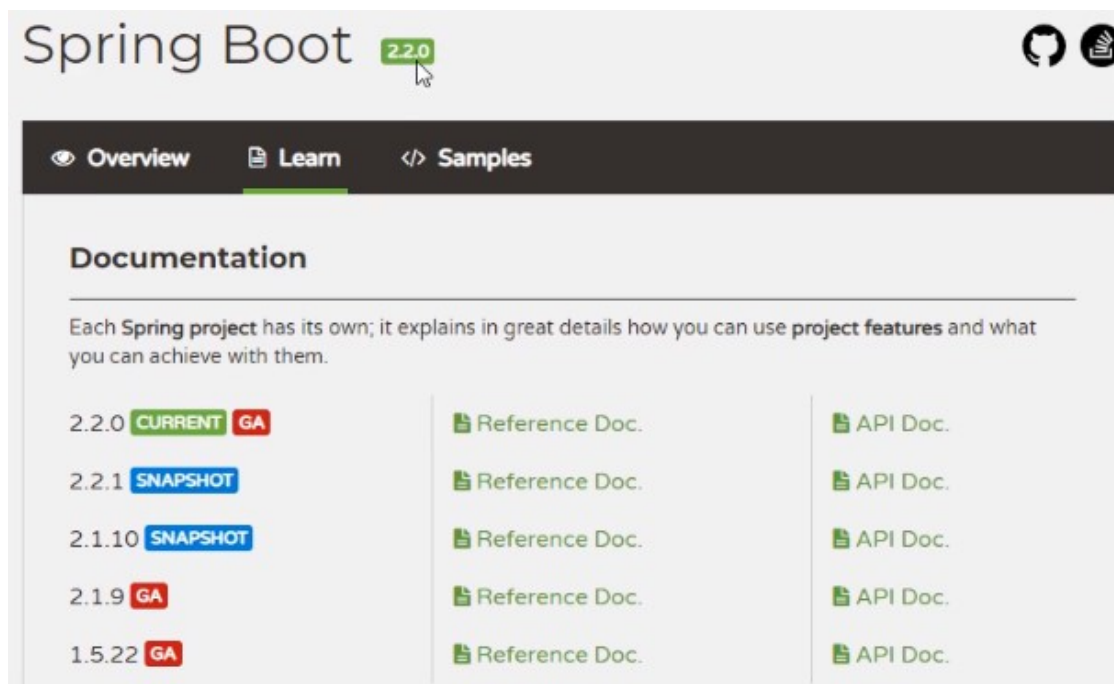 Spring Boot 2.2.0
Overview Learn </> Samples
Documentation
Each Spring project has its own; it explains in great details how you can use project features and what
you can achieve with them.
2.2.0 CURRENT GA Reference Doc. API Doc.
2.2.1 SNAPSHOT Reference Doc. API Doc.
2.1.10 SNAPSHOT Reference Doc. API Doc.
2.1.9 GA Reference Doc. API Doc.
1.5.22 GA Reference Doc. API Doc.